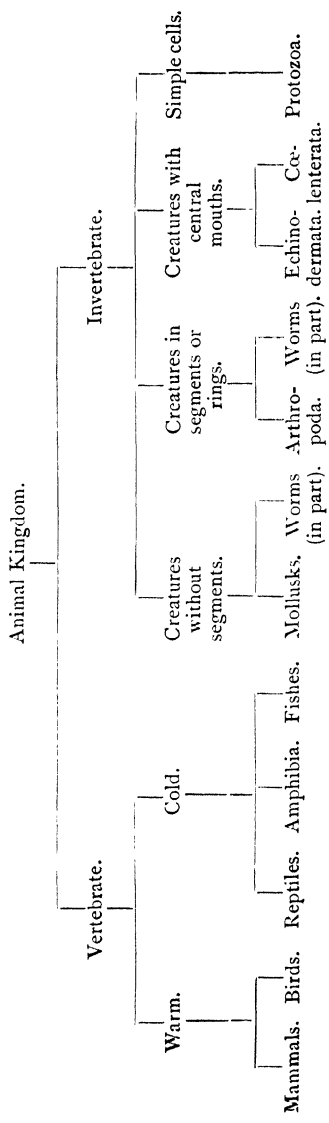 Animal Kingdom.
Vertebrate.
Invertebrate.
Warm.
Cold.
Creatures
without
segments.
Creatures in
segments or
rings.
Creatures with
central
mouths.
Simple cells.
Mammals.
Birds.
Reptiles.
Amphibia.
Fishes.
Mollusks.
Worms
(in part).
Arthro-
poda.
Worms
(in part).
Echino-
dermata.
Cœ-
lenterata.
Protozoa.